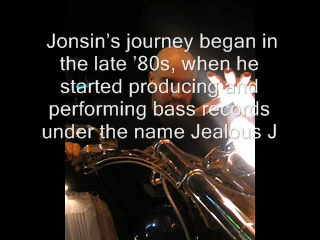 Jonsin's journey began in
the late '80s, when he
started producing and
performing bass records
under the name Jealous J